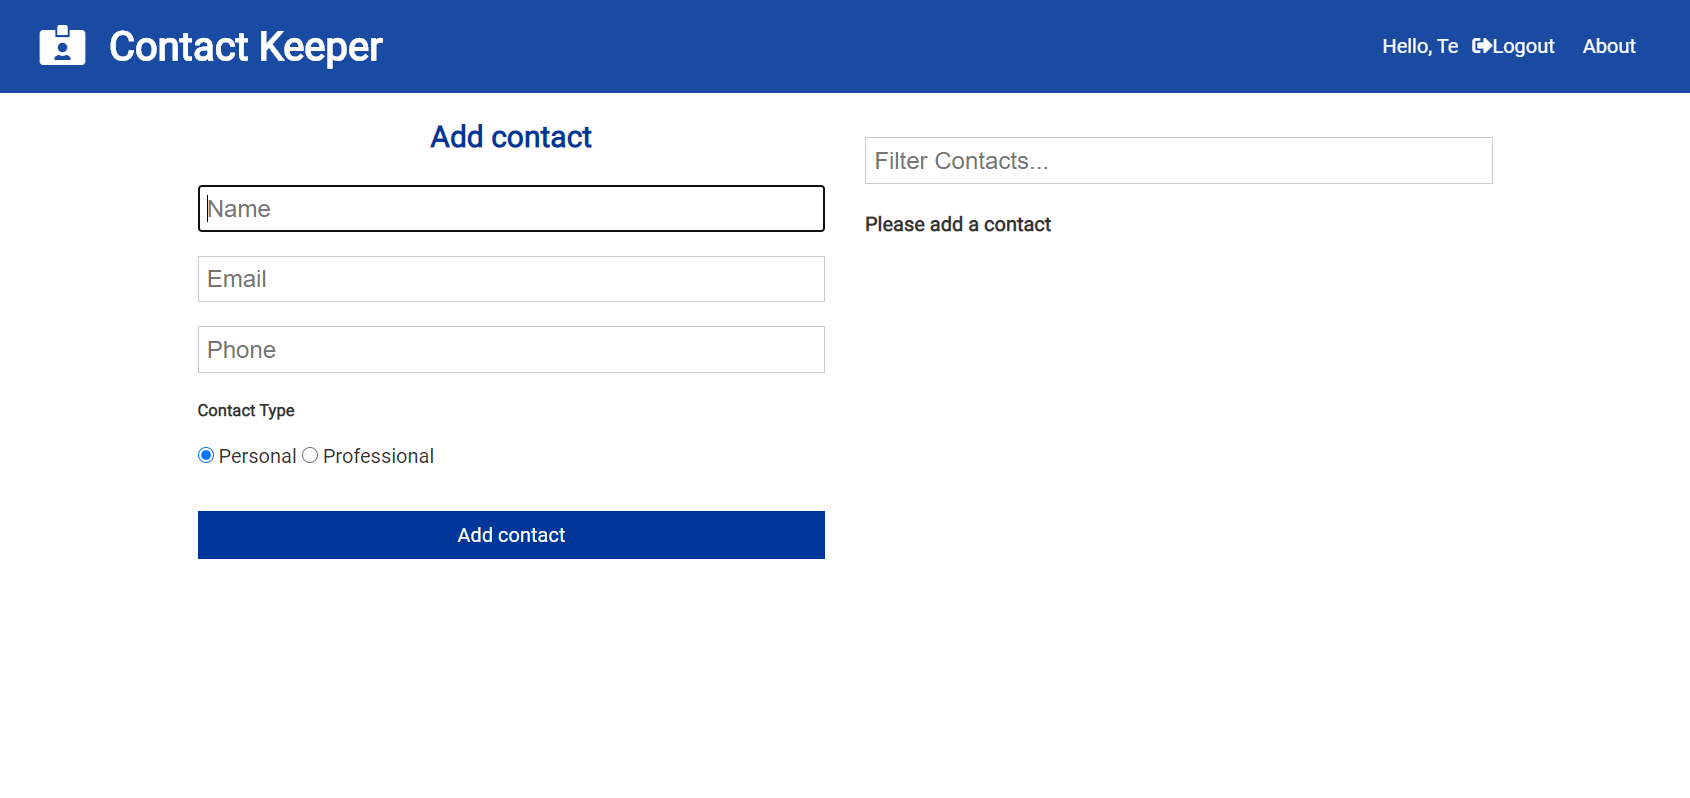 Contact Keeper
Hello, Te Logout About
Add contact
Name
Email
Phone
Contact Type
Personal Professional
Add contact
Filter Contacts...
Please add a contact